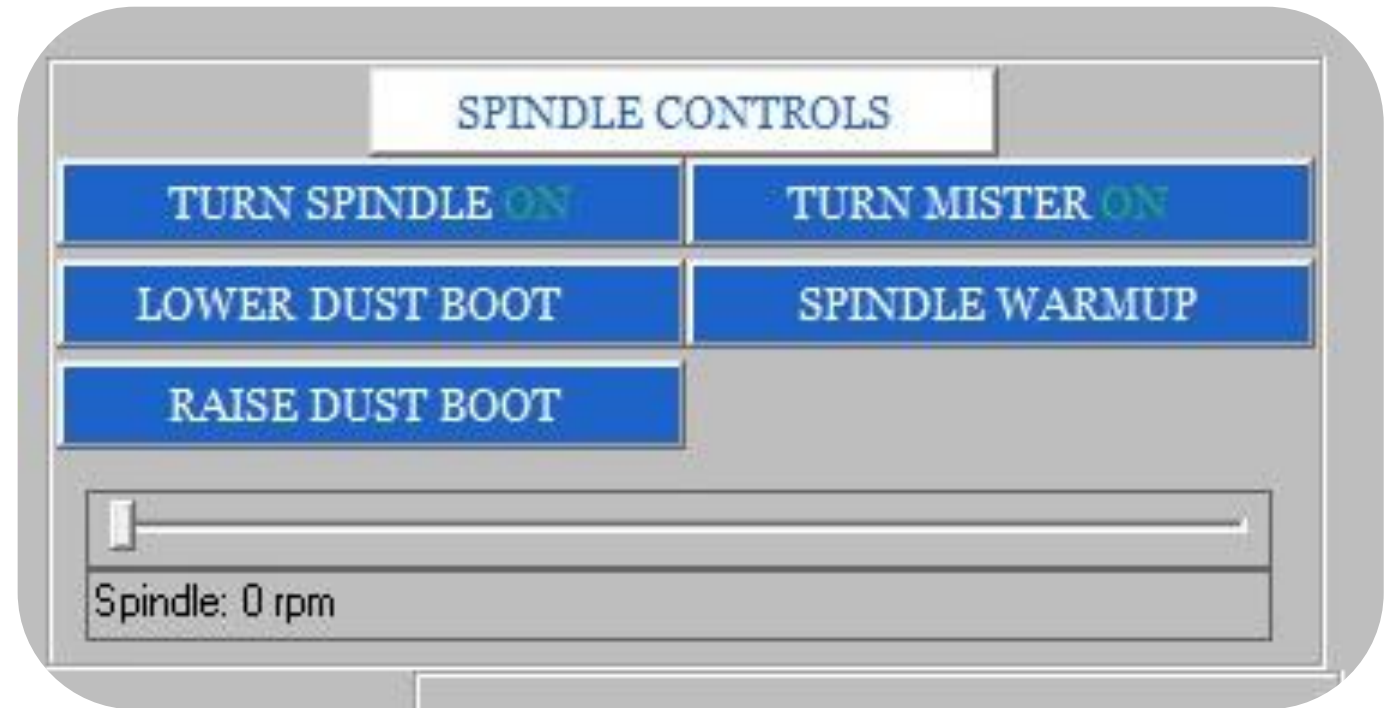 SPINDLE CONTROLS
TURN SPINDLE ON
TURN MISTER ON
LOWER DUST BOOT
SPINDLE WARMUP
RAISE DUST BOOT
Spindle: 0 rpm